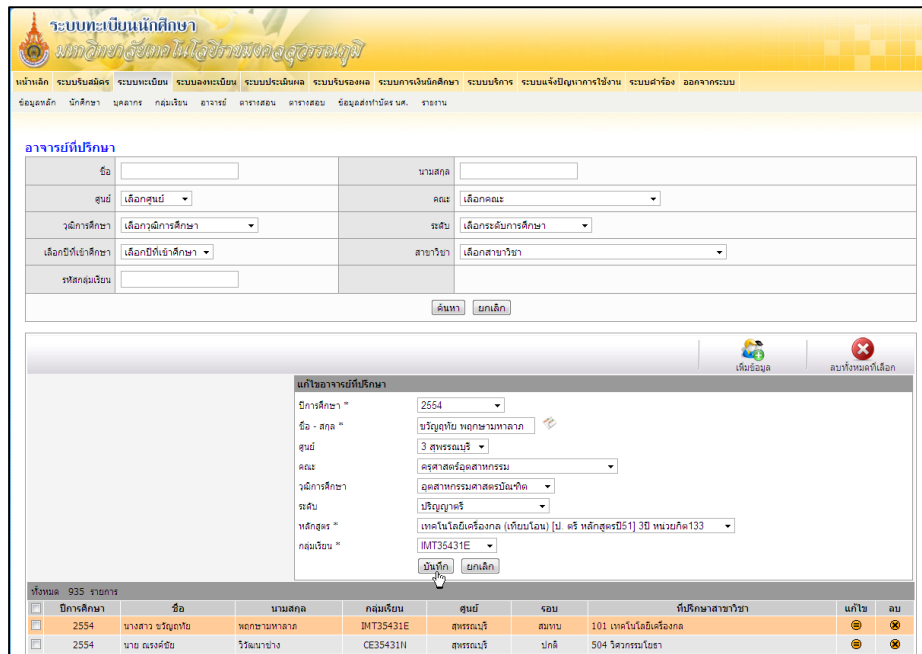 ระบบทะเบียนนักศึกษา
มหาวิทยาลัยเทคโนโลยีราชมงคลสุวรรณภูมิ
หน้าหลัก ระบบรับสมัคร ระบบทะเบียน ระบบลงทะเบียน ระบบประเมินผล ระบบรับรองผล ระบบการเงินนักศึกษา ระบบบริการ ระบบแจ้งปัญหาการใช้งาน ระบบคำร้อง ออกจากระบบ
ข้อมูลหลัก นักศึกษา บุคลากร กลุ่มเรียน อาจารย์ ตารางสอน ตารางสอบ ข้อมูลส่งทำบัตร นศ. รายงาน
อาจารย์ที่ปรึกษา
ชื่อ นามสกุล
ศูนย์ เลือกศูนย์ คณะ เลือกคณะ
วุฒิการศึกษา เลือกวุฒิการศึกษา ระดับ เลือกระดับการศึกษา
เลือกปีที่เข้าศึกษา เลือกปีที่เข้าศึกษา สาขาวิชา เลือกสาขาวิชา
รหัสกลุ่มเรียน
ค้นหา ยกเลิก
เพิ่มข้อมูล ลบทั้งหมดที่เลือก
แก้ไขอาจารย์ที่ปรึกษา
ปีการศึกษา * 2554
ชื่อ - สกุล * ขวัญฤทัย พฤกษามหาลาภ
ศูนย์ 3 สุพรรณบุรี
คณะ ครุศาสตร์อุตสาหกรรม
วุฒิการศึกษา อุตสาหกรรมศาสตรบัณฑิต
ระดับ ปริญญาตรี
หลักสูตร * เทคโนโลยีเครื่องกล (เทียบโอน) [ป. ตรี หลักสูตรปี51] 3ปี หน่วยกิต133
กลุ่มเรียน * IMT35431E
บันทึก ยกเลิก
ทั้งหมด 935 รายการ
ปีการศึกษา ชื่อ นามสกุล กลุ่มเรียน ศูนย์ รอบ ที่ปรึกษาสาขาวิชา แก้ไข ลบ
2554 นางสาว ขวัญฤทัย พฤกษามหาลาภ IMT35431E สุพรรณบุรี สมทบ 101 เทคโนโลยีเครื่องกล
2554 นาย ณรงค์ชัย วิวัฒนาช่าง CE35431N สุพรรณบุรี ปกติ 504 วิศวกรรมโยธา